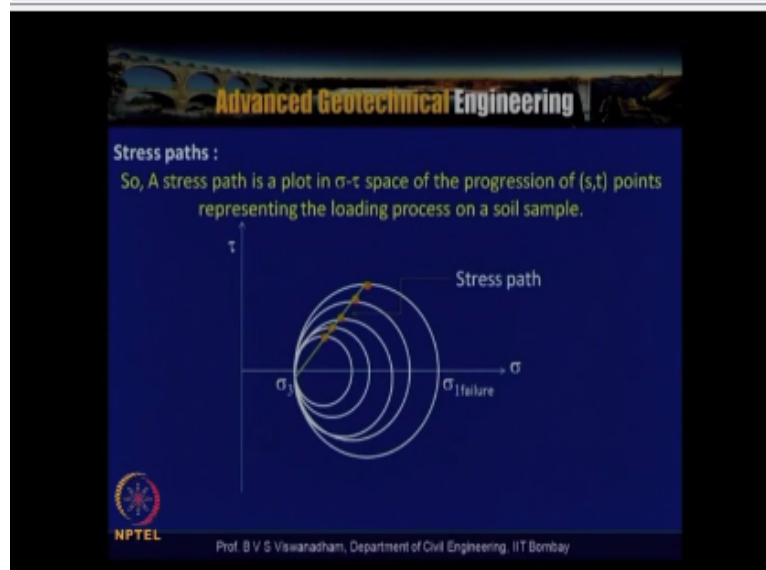 Advanced Geotechnical Engineering
Stress paths :
So, A stress path is a plot in σ-τ space of the progression of (s,t) points
representing the loading process on a soil sample.
τ
Stress path
σ
σ3
σ1failure
NPTEL
Prof. B V S Viswanadham, Department of Civil Engineering, IIT Bombay